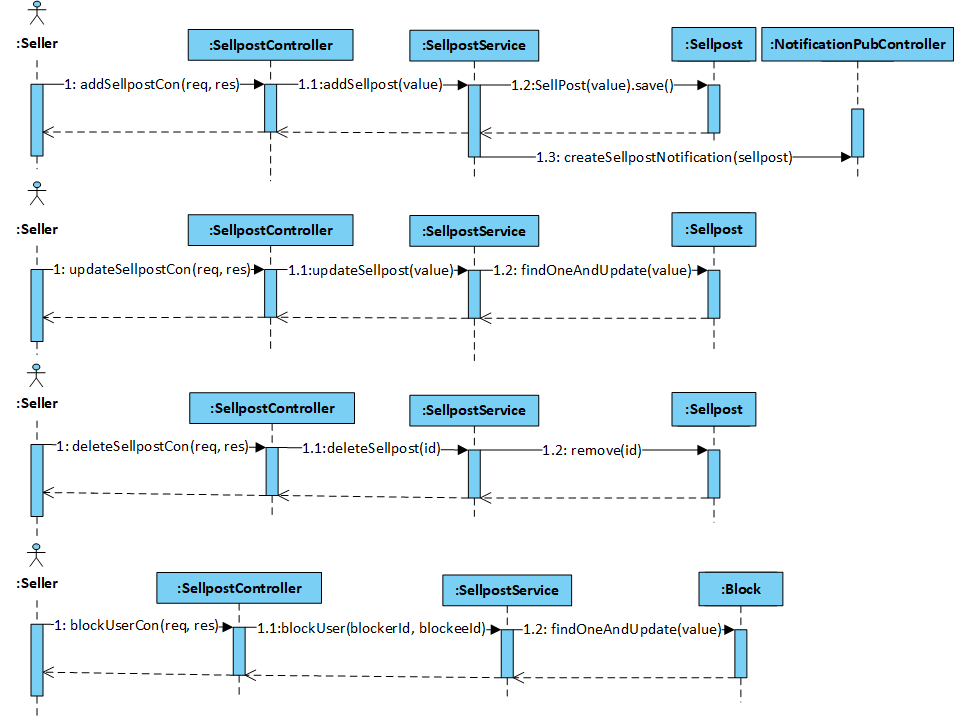 :Seller
:SellpostController
:SellpostService
:Sellpost
:NotificationPubController
1: addSellpostCon(req, res)
1.1:addSellpost(value)
1.2:SellPost(value).save()
1.3: createSellpostNotification(sellpost)
:Seller
:SellpostController
:SellpostService
:Sellpost
1: updateSellpostCon(req, res)
1.1:updateSellpost(value)
1.2: findOneAndUpdate(value)
:Seller
:SellpostController
:SellpostService
:Sellpost
1: deleteSellpostCon(req, res)
1.1:deleteSellpost(id)
1.2: remove(id)
:Seller
:SellpostController
:SellpostService
:Block
1: blockUserCon(req, res)
1.1:blockUser(blockerId, blockeeId)
1.2: findOneAndUpdate(value)